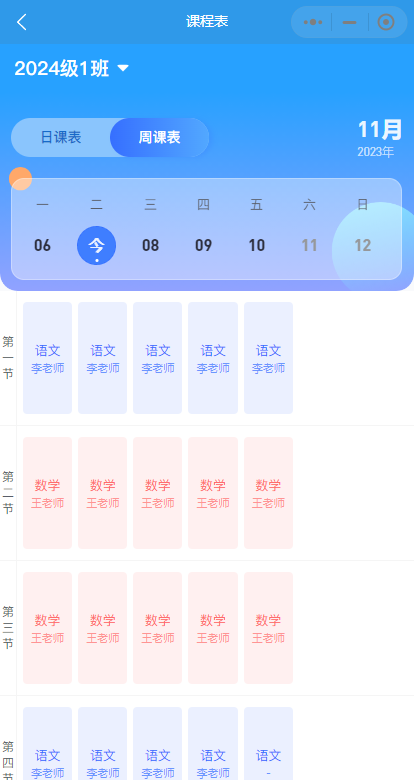 课程表
2024级1班
日课表 周课表
11月
2023年
一 二 三 四 五 六 日
06 今 08 09 10 11 12
第一节
语文 语文 语文 语文 语文
李老师 李老师 李老师 李老师 李老师
第二节
数学 数学 数学 数学 数学
王老师 王老师 王老师 王老师 王老师
第三节
数学 数学 数学 数学 数学
王老师 王老师 王老师 王老师 王老师
第四节
语文 语文 语文 语文 语文
李老师 李老师 李老师 李老师 -